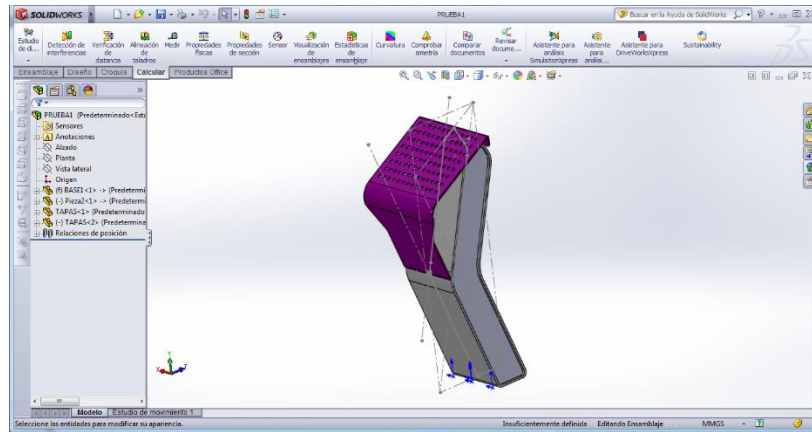 SOLIDWORKS
PRUEBA1
Buscar en la Ayuda de SolidWorks
Estudio de di...
Detección de interferencias
Verificación de distancia
Alineación de taladros
Medir
Propiedades físicas
Propiedades de sección
Sensor
Visualización de ensamblajes
Estadísticas de ensamblaje
Curvatura
Comprobar simetría
Comparar documentos
Revisar docume...
Asistente para análisis SimulationXpress
Asistente para análisis...
Asistente para DriveWorksXpress
Sustainability
Ensamblaje Diseño Croquis Calcular Productos Office
PRUEBA1 (Predeterminado<Esta
Sensores
Anotaciones
Alzado
Planta
Vista lateral
Origen
(f) BASE1<1> -> (Predetermi
(-) Pieza2<1> -> (Predetermi
TAPAS<1> (Predeterminado
(-) TAPAS<2> (Predetermina
Relaciones de posición
Modelo Estudio de movimiento 1
Seleccione las entidades para modificar su apariencia.
Insuficientemente definida Editando Ensamblaje MMGS